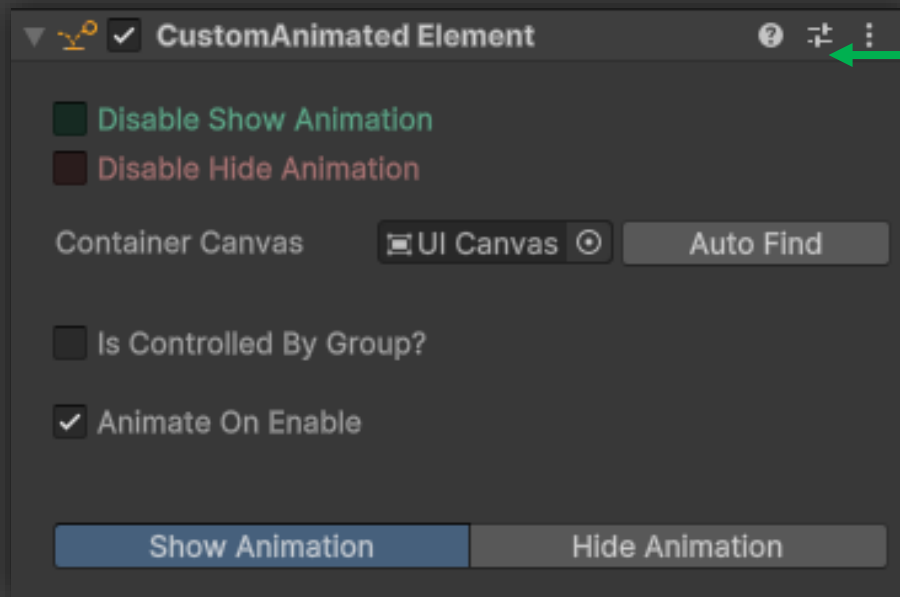 CustomAnimated Element
Disable Show Animation
Disable Hide Animation
Container Canvas UI Canvas Auto Find
Is Controlled By Group?
Animate On Enable
Show Animation Hide Animation